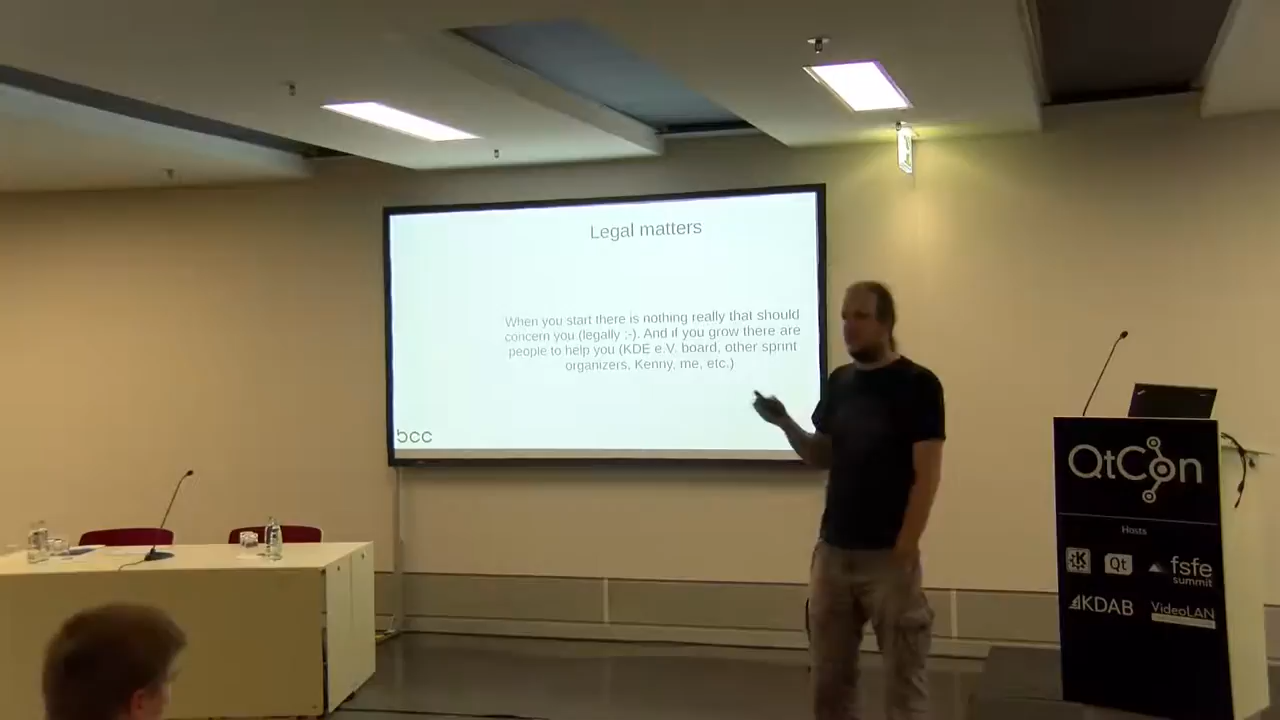 Legal matters
When you start there is nothing really that should
concern you (legally ;-). And if you grow there are
people to help you (KDE e.V. board, other sprint
organizers, Kenny, me, etc.)
bcc
QtCon
Hosts
K
Qt
fsfe
summit
KDAB
VideoLAN